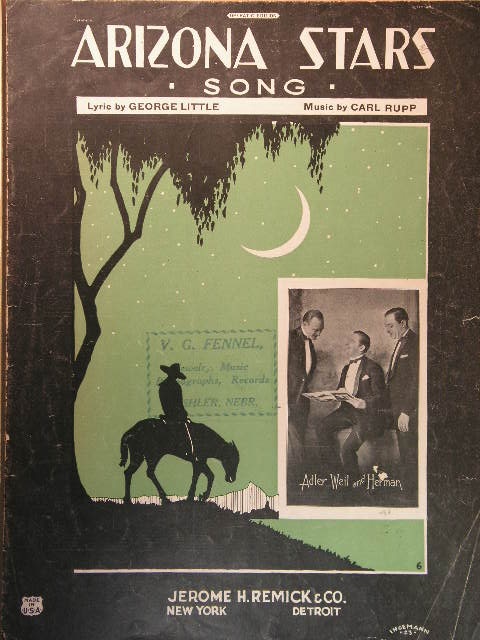 ARIZONA STARS
· SONG ·
Lyric by GEORGE LITTLE Music by CARL RUPP
V. G. FENNEL,
Music
Records
NEBR.
Adler Weil and Herman
6
MADE
IN
U.S.A.
JEROME H. REMICK & CO.
NEW YORK DETROIT